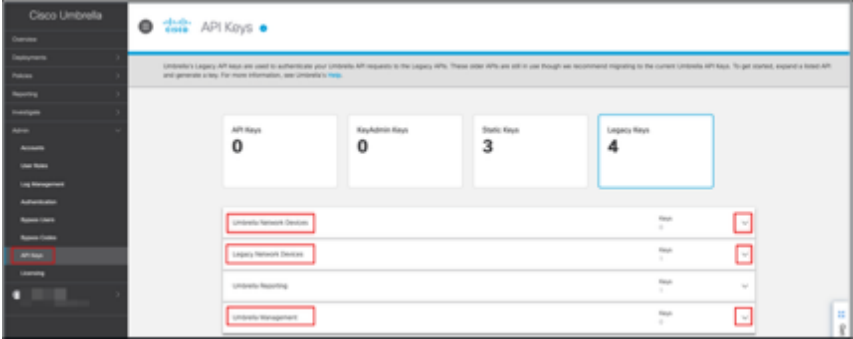 Cisco Umbrella
Overview
Deployments
Policies
Reporting
Investigate
Admin
Accounts
User Roles
Log Management
Authentication
Bypass Users
Bypass Codes
API Keys
Licensing
cisco
API Keys
Umbrella's Legacy API keys are used to authenticate your Umbrella API requests to the Legacy APIs. These older APIs are still in use though we recommend migrating to the current Umbrella API keys. To get started, expand a listed API
and generate a key. For more information, see Umbrella's Help.
API Keys
0
KeyAdmin Keys
0
Static Keys
3
Legacy Keys
4
Umbrella Network Devices
Keys
Legacy Network Devices
Keys
Umbrella Reporting
Keys
Umbrella Management
Keys